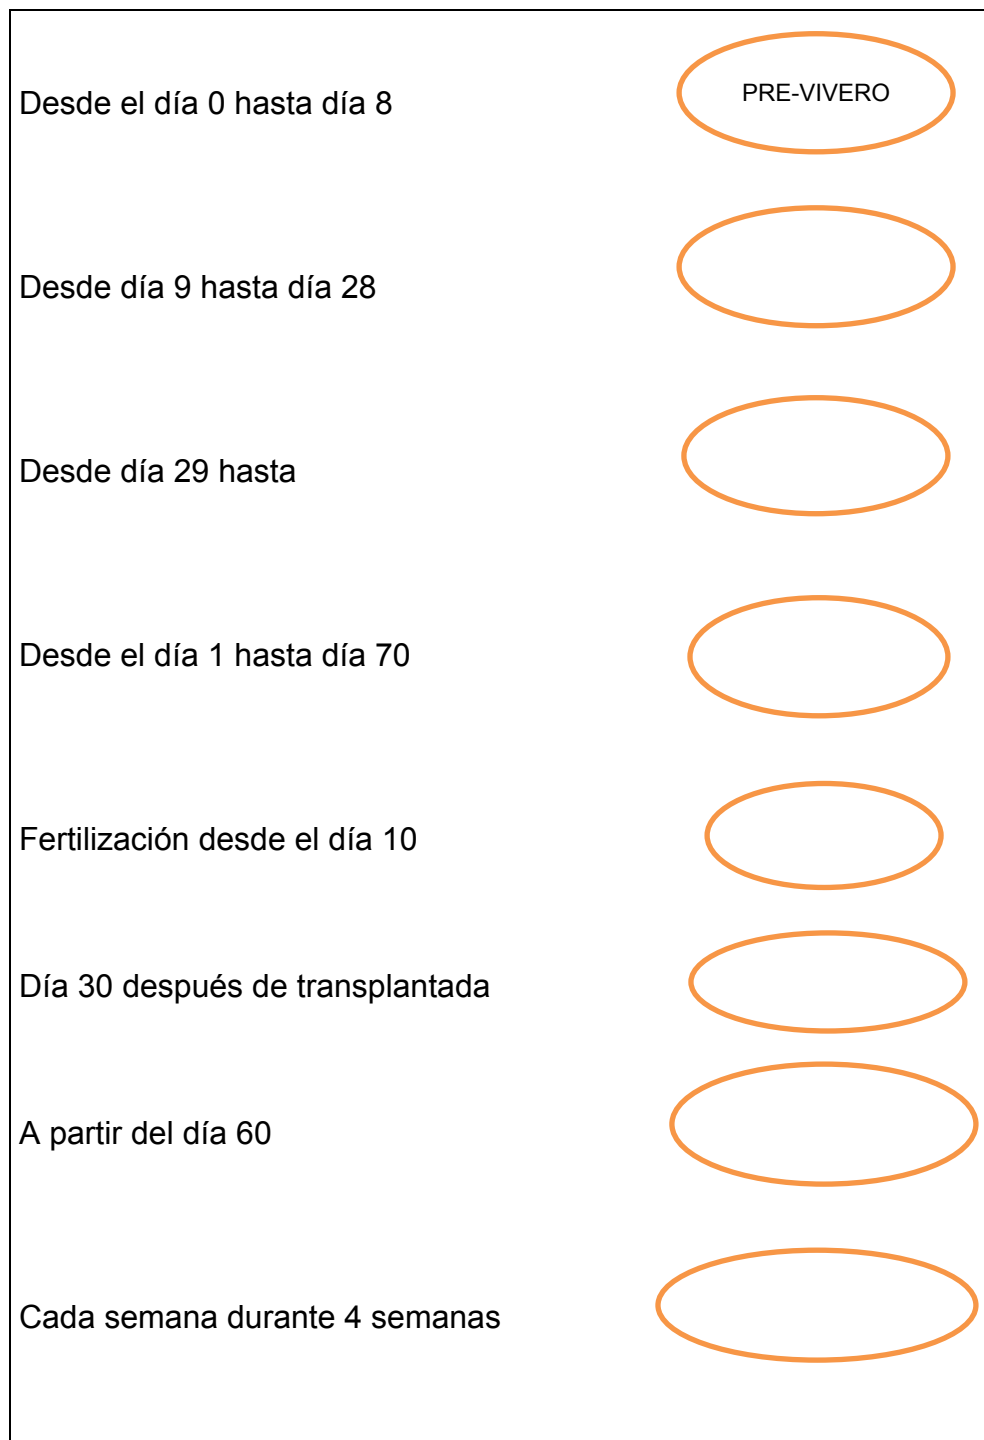 Desde el día 0 hasta día 8
PRE-VIVERO
Desde día 9 hasta día 28
Desde día 29 hasta
Desde el día 1 hasta día 70
Fertilización desde el día 10
Día 30 después de transplantada
A partir del día 60
Cada semana durante 4 semanas